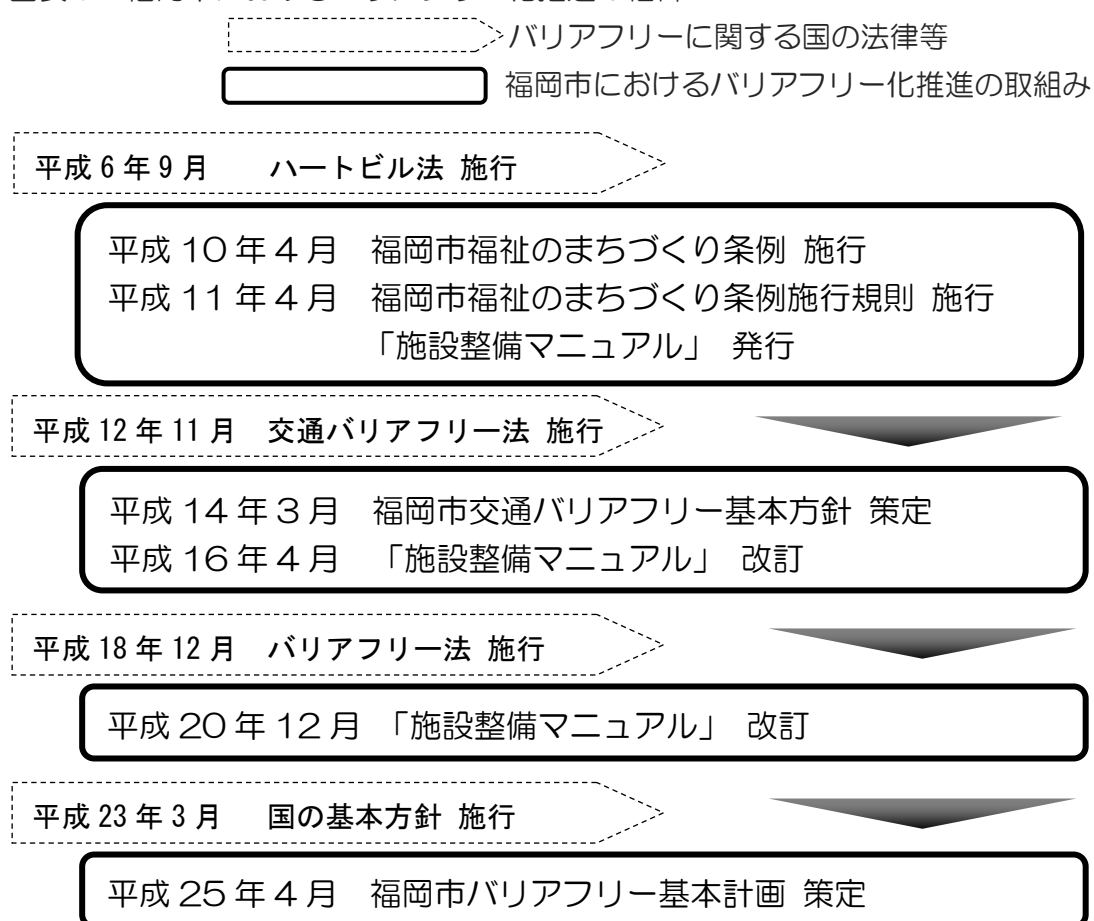 バリアフリーに関する国の法律等
福岡市におけるバリアフリー化推進の取組み
平成6年9月 ハートビル法 施行
平成10年4月 福岡市福祉のまちづくり条例 施行
平成11年4月 福岡市福祉のまちづくり条例施行規則 施行
「施設整備マニュアル」 発行
平成12年11月 交通バリアフリー法 施行
平成14年3月 福岡市交通バリアフリー基本方針 策定
平成16年4月 「施設整備マニュアル」 改訂
平成18年12月 バリアフリー法 施行
平成20年12月 「施設整備マニュアル」 改訂
平成23年3月 国の基本方針 施行
平成25年4月 福岡市バリアフリー基本計画 策定